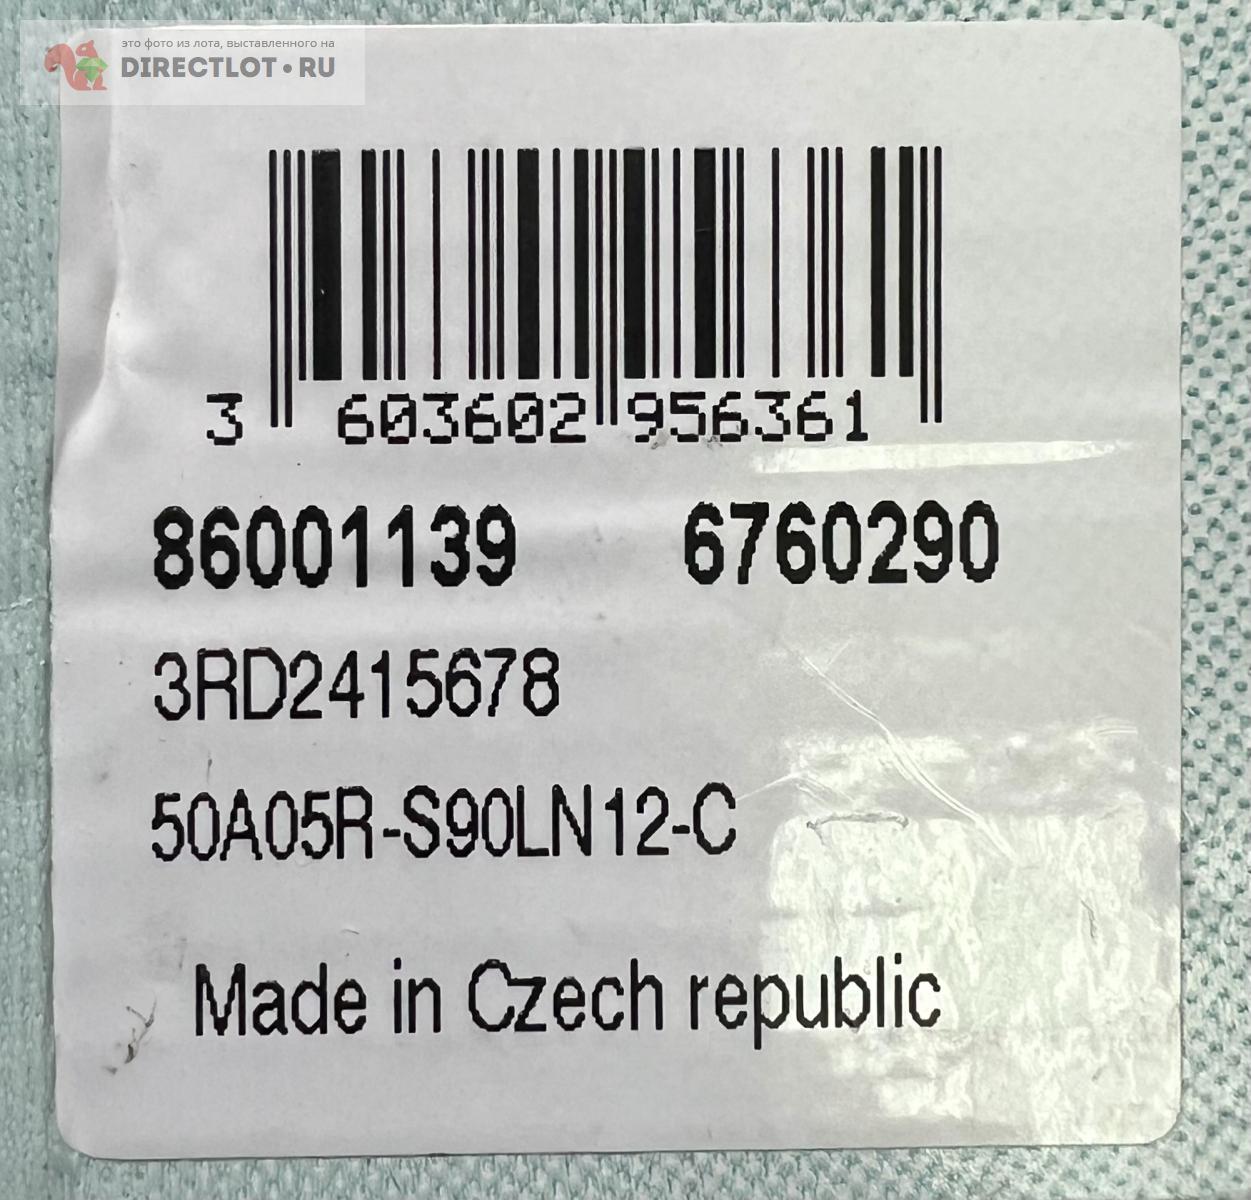 это фото из лота, выставленного на
DIRECTLOT•RU
3 603602 956361
86001139 6760290
3RD2415678
50A05R-S90LN12-C
Made in Czech republic